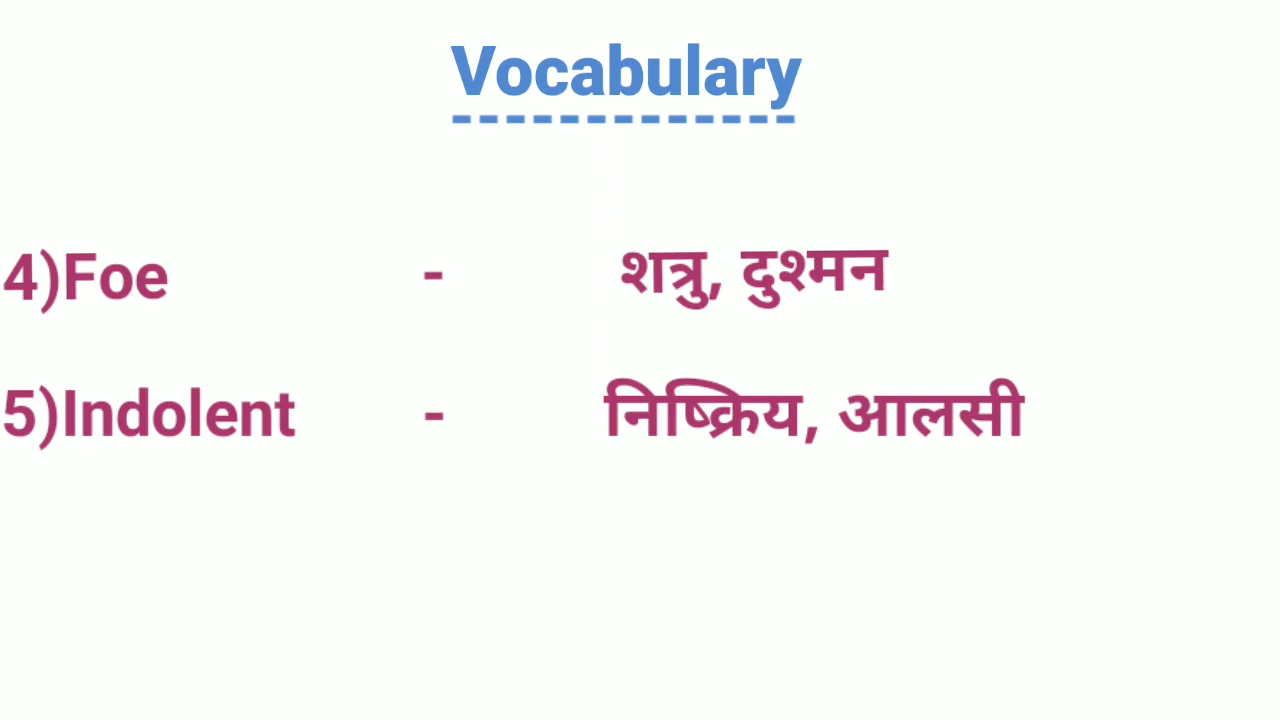 Vocabulary
4)Foe - शत्रु, दुश्मन
5)Indolent - निष्क्रिय, आलसी